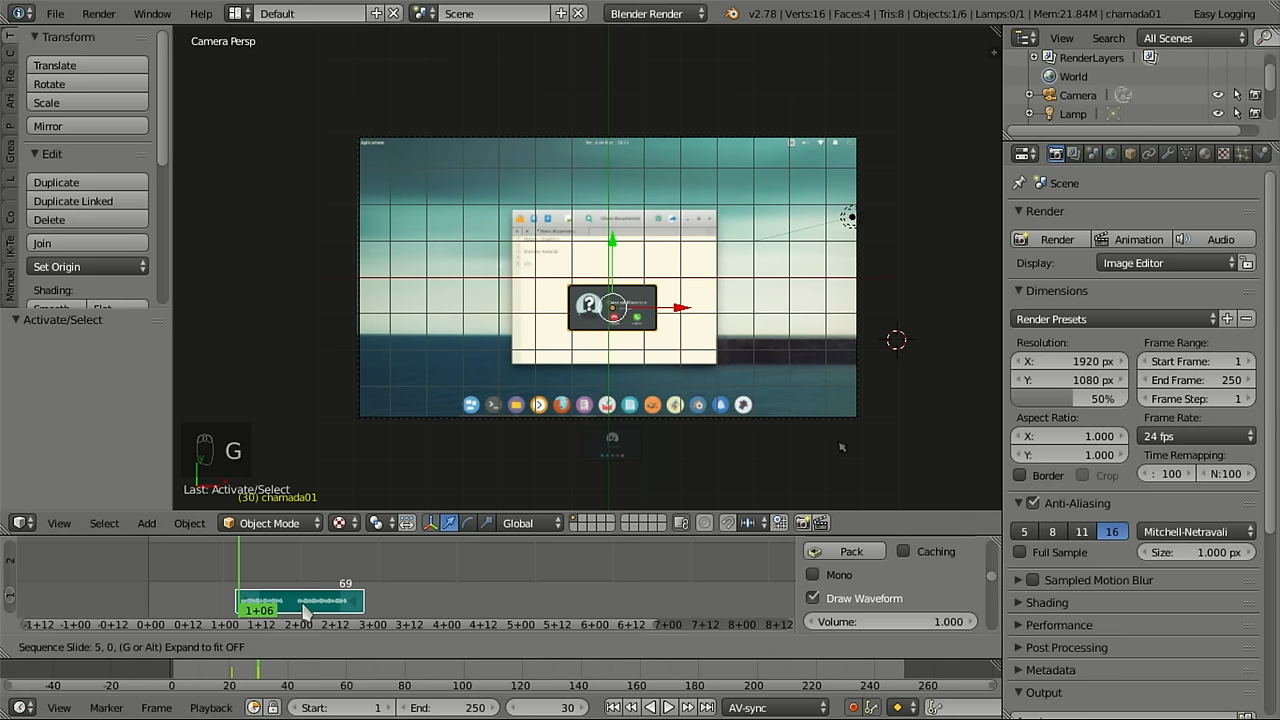 File Render Window Help Default Scene Blender Render v2.78 | Verts:16 | Faces:4 | Tris:8 | Objects:1/6 | Lamps:0/1 | Mem:21.84M | chamada01 Easy Logging
Transform
Translate
Rotate
Scale
Mirror
Edit
Duplicate
Duplicate Linked
Delete
Join
Set Origin
Shading:
Activate/Select
Camera Persp
G
Last: Activate/Select
(30) chamada01
View Select Add Object Object Mode Global
View Search All Scenes
RenderLayers
World
Camera
Lamp
Scene
Render
Render Animation Audio
Display: Image Editor
Dimensions
Render Presets
Resolution: Frame Range:
X: 1920 px Start Frame: 1
Y: 1080 px End Frame: 250
50% Frame Step: 1
Aspect Ratio: Frame Rate:
X: 1.000 24 fps
Y: 1.000 Time Remapping:
Border Crop : 100 N:100
Anti-Aliasing
5 8 11 16 Mitchell-Netravali
Full Sample Size: 1.000 px
Sampled Motion Blur
Shading
Performance
Post Processing
Metadata
Output
2
1
69
1+06
-1+12 -1+00 -0+12 0+00 0+12 1+00 1+12 2+00 2+12 3+00 3+12 4+00 4+12 5+00 5+12 6+00 6+12 7+00 7+12 8+00 8+12
Pack Caching
Mono
Draw Waveform
Volume: 1.000
Sequence Slide: 5, 0, (G or Alt) Expand to fit OFF
-40 -20 0 20 40 60 80 100 120 140 160 180 200 220 240 260
View Marker Frame Playback Start: 1 End: 250 30 AV-sync